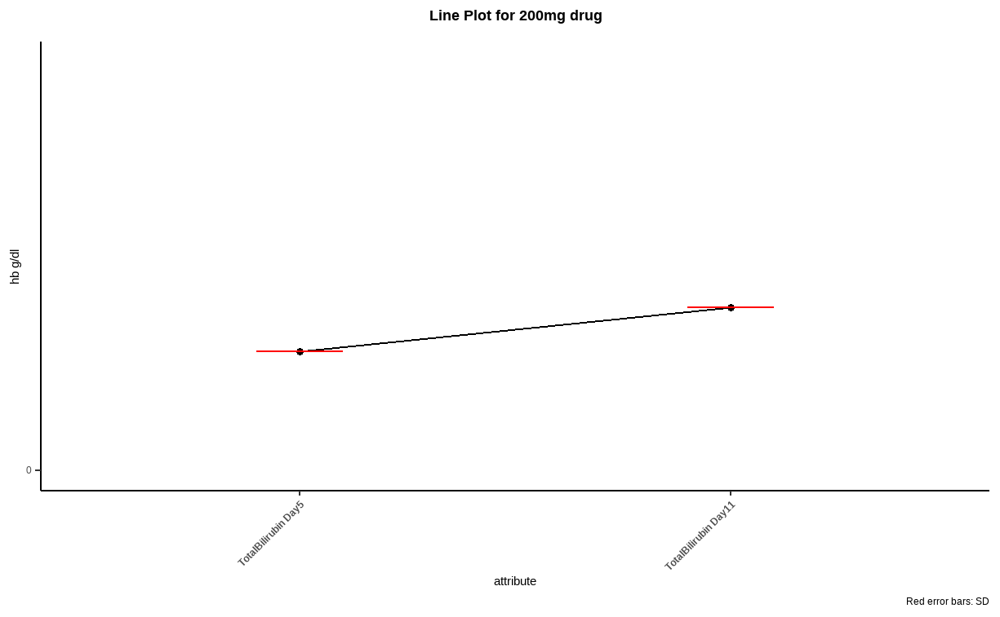 Line Plot for 200mg drug
hb g/dl
0
TotalBilirubin Day5
TotalBilirubin Day11
attribute
Red error bars: SD